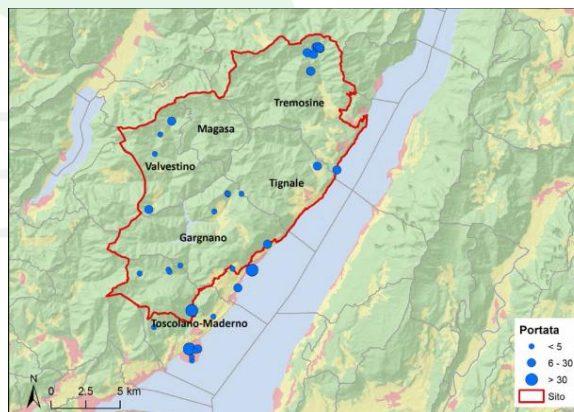 Tremosine
Magasa
Valvestino
Tignale
Gargnano
Toscolano-Maderno
Portata
< 5
6 - 30
> 30
Sito
N
0 2.5 5 km